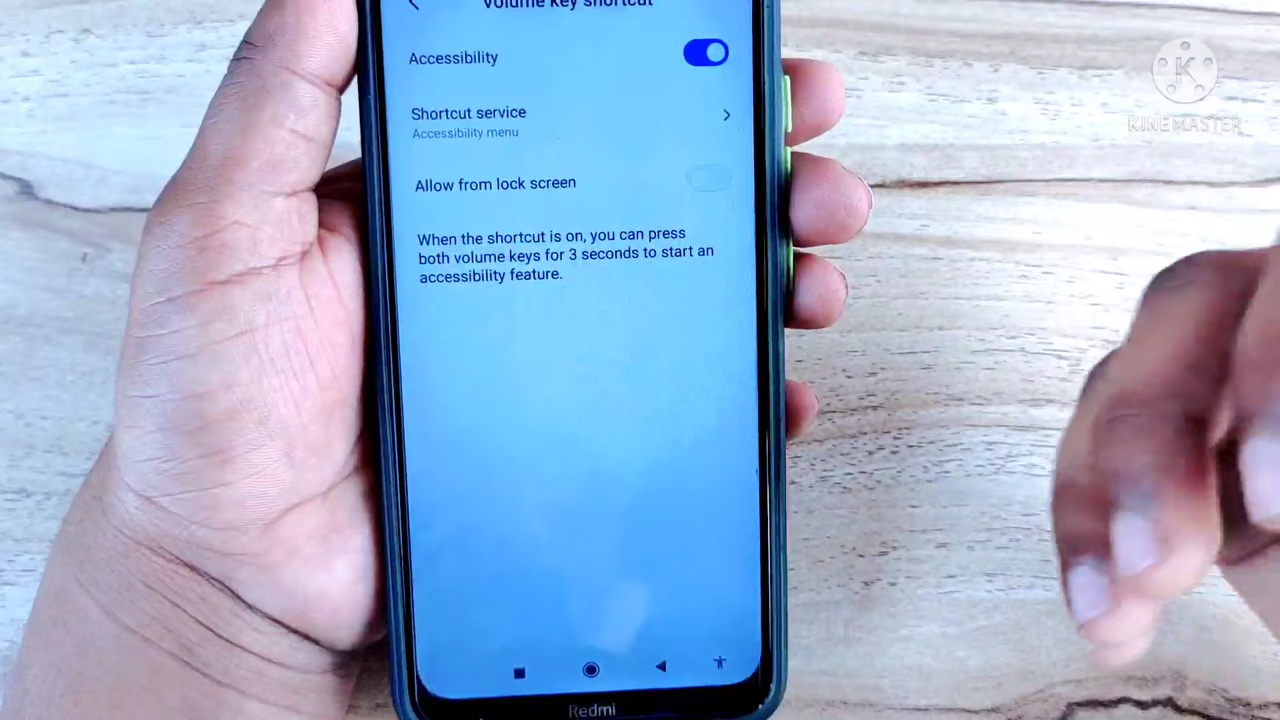 Volume key shortcut
Accessibility
Shortcut service
Accessibility menu
Allow from lock screen
When the shortcut is on, you can press
both volume keys for 3 seconds to start an
accessibility feature.
Redmi
K
KINEMASTER